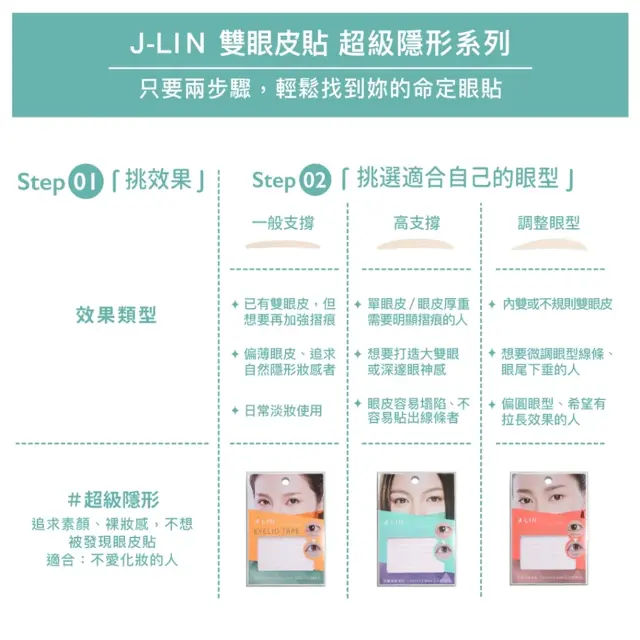 J-LIN 雙眼皮貼 超級隱形系列
只要兩步驟，輕鬆找到妳的命定眼貼
Step 01「挑效果」
Step 02「挑選適合自己的眼型」
一般支撐
高支撐
調整眼型
效果類型
✦ 已有雙眼皮，但
想要再加強摺痕
✦ 偏薄眼皮、追求
自然隱形妝感者
✦ 日常淡妝使用
✦ 單眼皮/眼皮厚重
需要明顯摺痕的人
✦ 想要打造大雙眼
或深邃眼神感
✦ 眼皮容易塌陷、不
容易貼出線條者
✦ 內雙或不規則雙眼皮
✦ 想要微調眼型線條、
眼尾下垂的人
✦ 偏圓眼型、希望有
拉長效果的人
#超級隱形
追求素顏、裸妝感，不想
被發現眼皮貼
適合：不愛化妝的人
J-LIN
EYELID TAPE
J-LIN
J-LIN